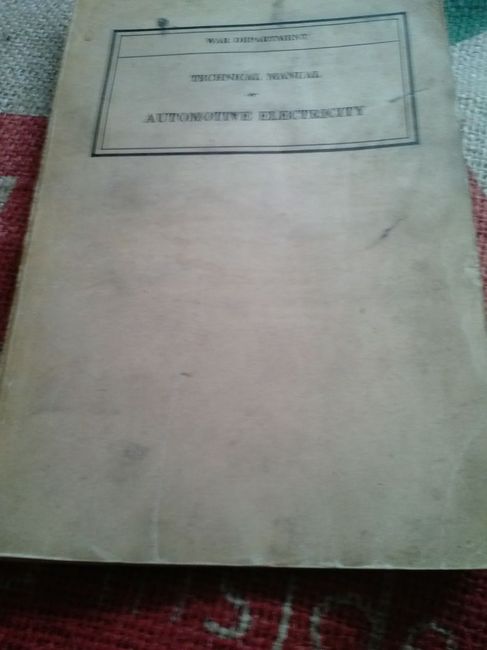 WAR DEPARTMENT
TECHNICAL MANUAL
AUTOMOTIVE ELECTRICITY